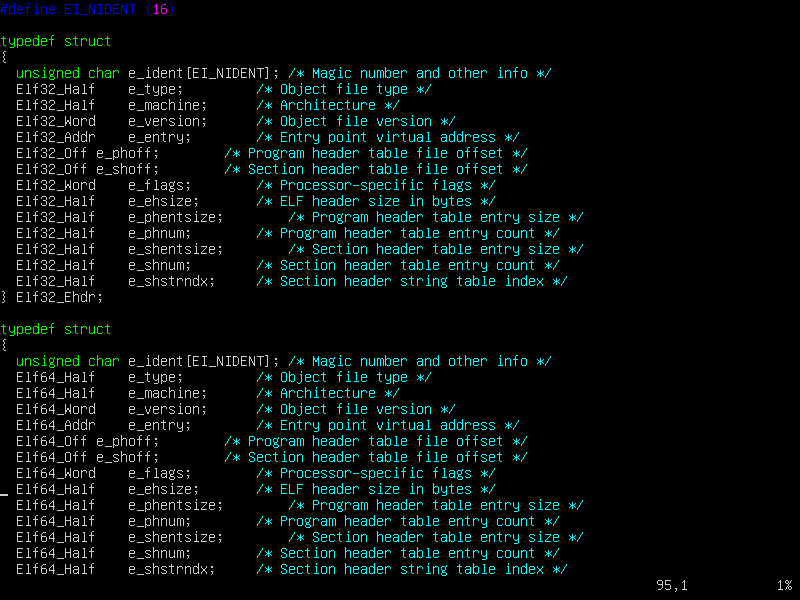 #define EI_NIDENT (16)

typedef struct
{
  unsigned char e_ident[EI_NIDENT]; /* Magic number and other info */
  Elf32_Half    e_type;         /* Object file type */
  Elf32_Half    e_machine;      /* Architecture */
  Elf32_Word    e_version;      /* Object file version */
  Elf32_Addr    e_entry;        /* Entry point virtual address */
  Elf32_Off e_phoff;        /* Program header table file offset */
  Elf32_Off e_shoff;        /* Section header table file offset */
  Elf32_Word    e_flags;        /* Processor-specific flags */
  Elf32_Half    e_ehsize;       /* ELF header size in bytes */
  Elf32_Half    e_phentsize;        /* Program header table entry size */
  Elf32_Half    e_phnum;        /* Program header table entry count */
  Elf32_Half    e_shentsize;        /* Section header table entry size */
  Elf32_Half    e_shnum;        /* Section header table entry count */
  Elf32_Half    e_shstrndx;     /* Section header string table index */
} Elf32_Ehdr;

typedef struct
{
  unsigned char e_ident[EI_NIDENT]; /* Magic number and other info */
  Elf64_Half    e_type;         /* Object file type */
  Elf64_Half    e_machine;      /* Architecture */
  Elf64_Word    e_version;      /* Object file version */
  Elf64_Addr    e_entry;        /* Entry point virtual address */
  Elf64_Off e_phoff;        /* Program header table file offset */
  Elf64_Off e_shoff;        /* Section header table file offset */
  Elf64_Word    e_flags;        /* Processor-specific flags */
  Elf64_Half    e_ehsize;       /* ELF header size in bytes */
  Elf64_Half    e_phentsize;        /* Program header table entry size */
  Elf64_Half    e_phnum;        /* Program header table entry count */
  Elf64_Half    e_shentsize;        /* Section header table entry size */
  Elf64_Half    e_shnum;        /* Section header table entry count */
  Elf64_Half    e_shstrndx;     /* Section header string table index */
95,1           1%